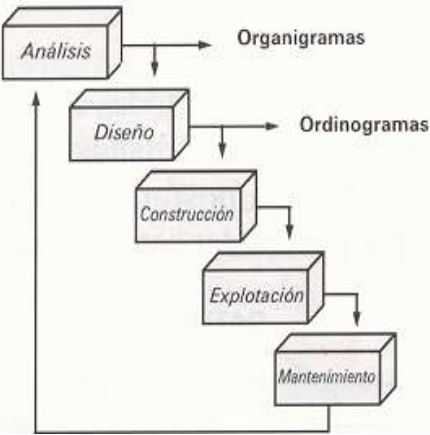 Análisis
Organigramas
Diseño
Ordinogramas
Construcción
Explotación
Mantenimiento